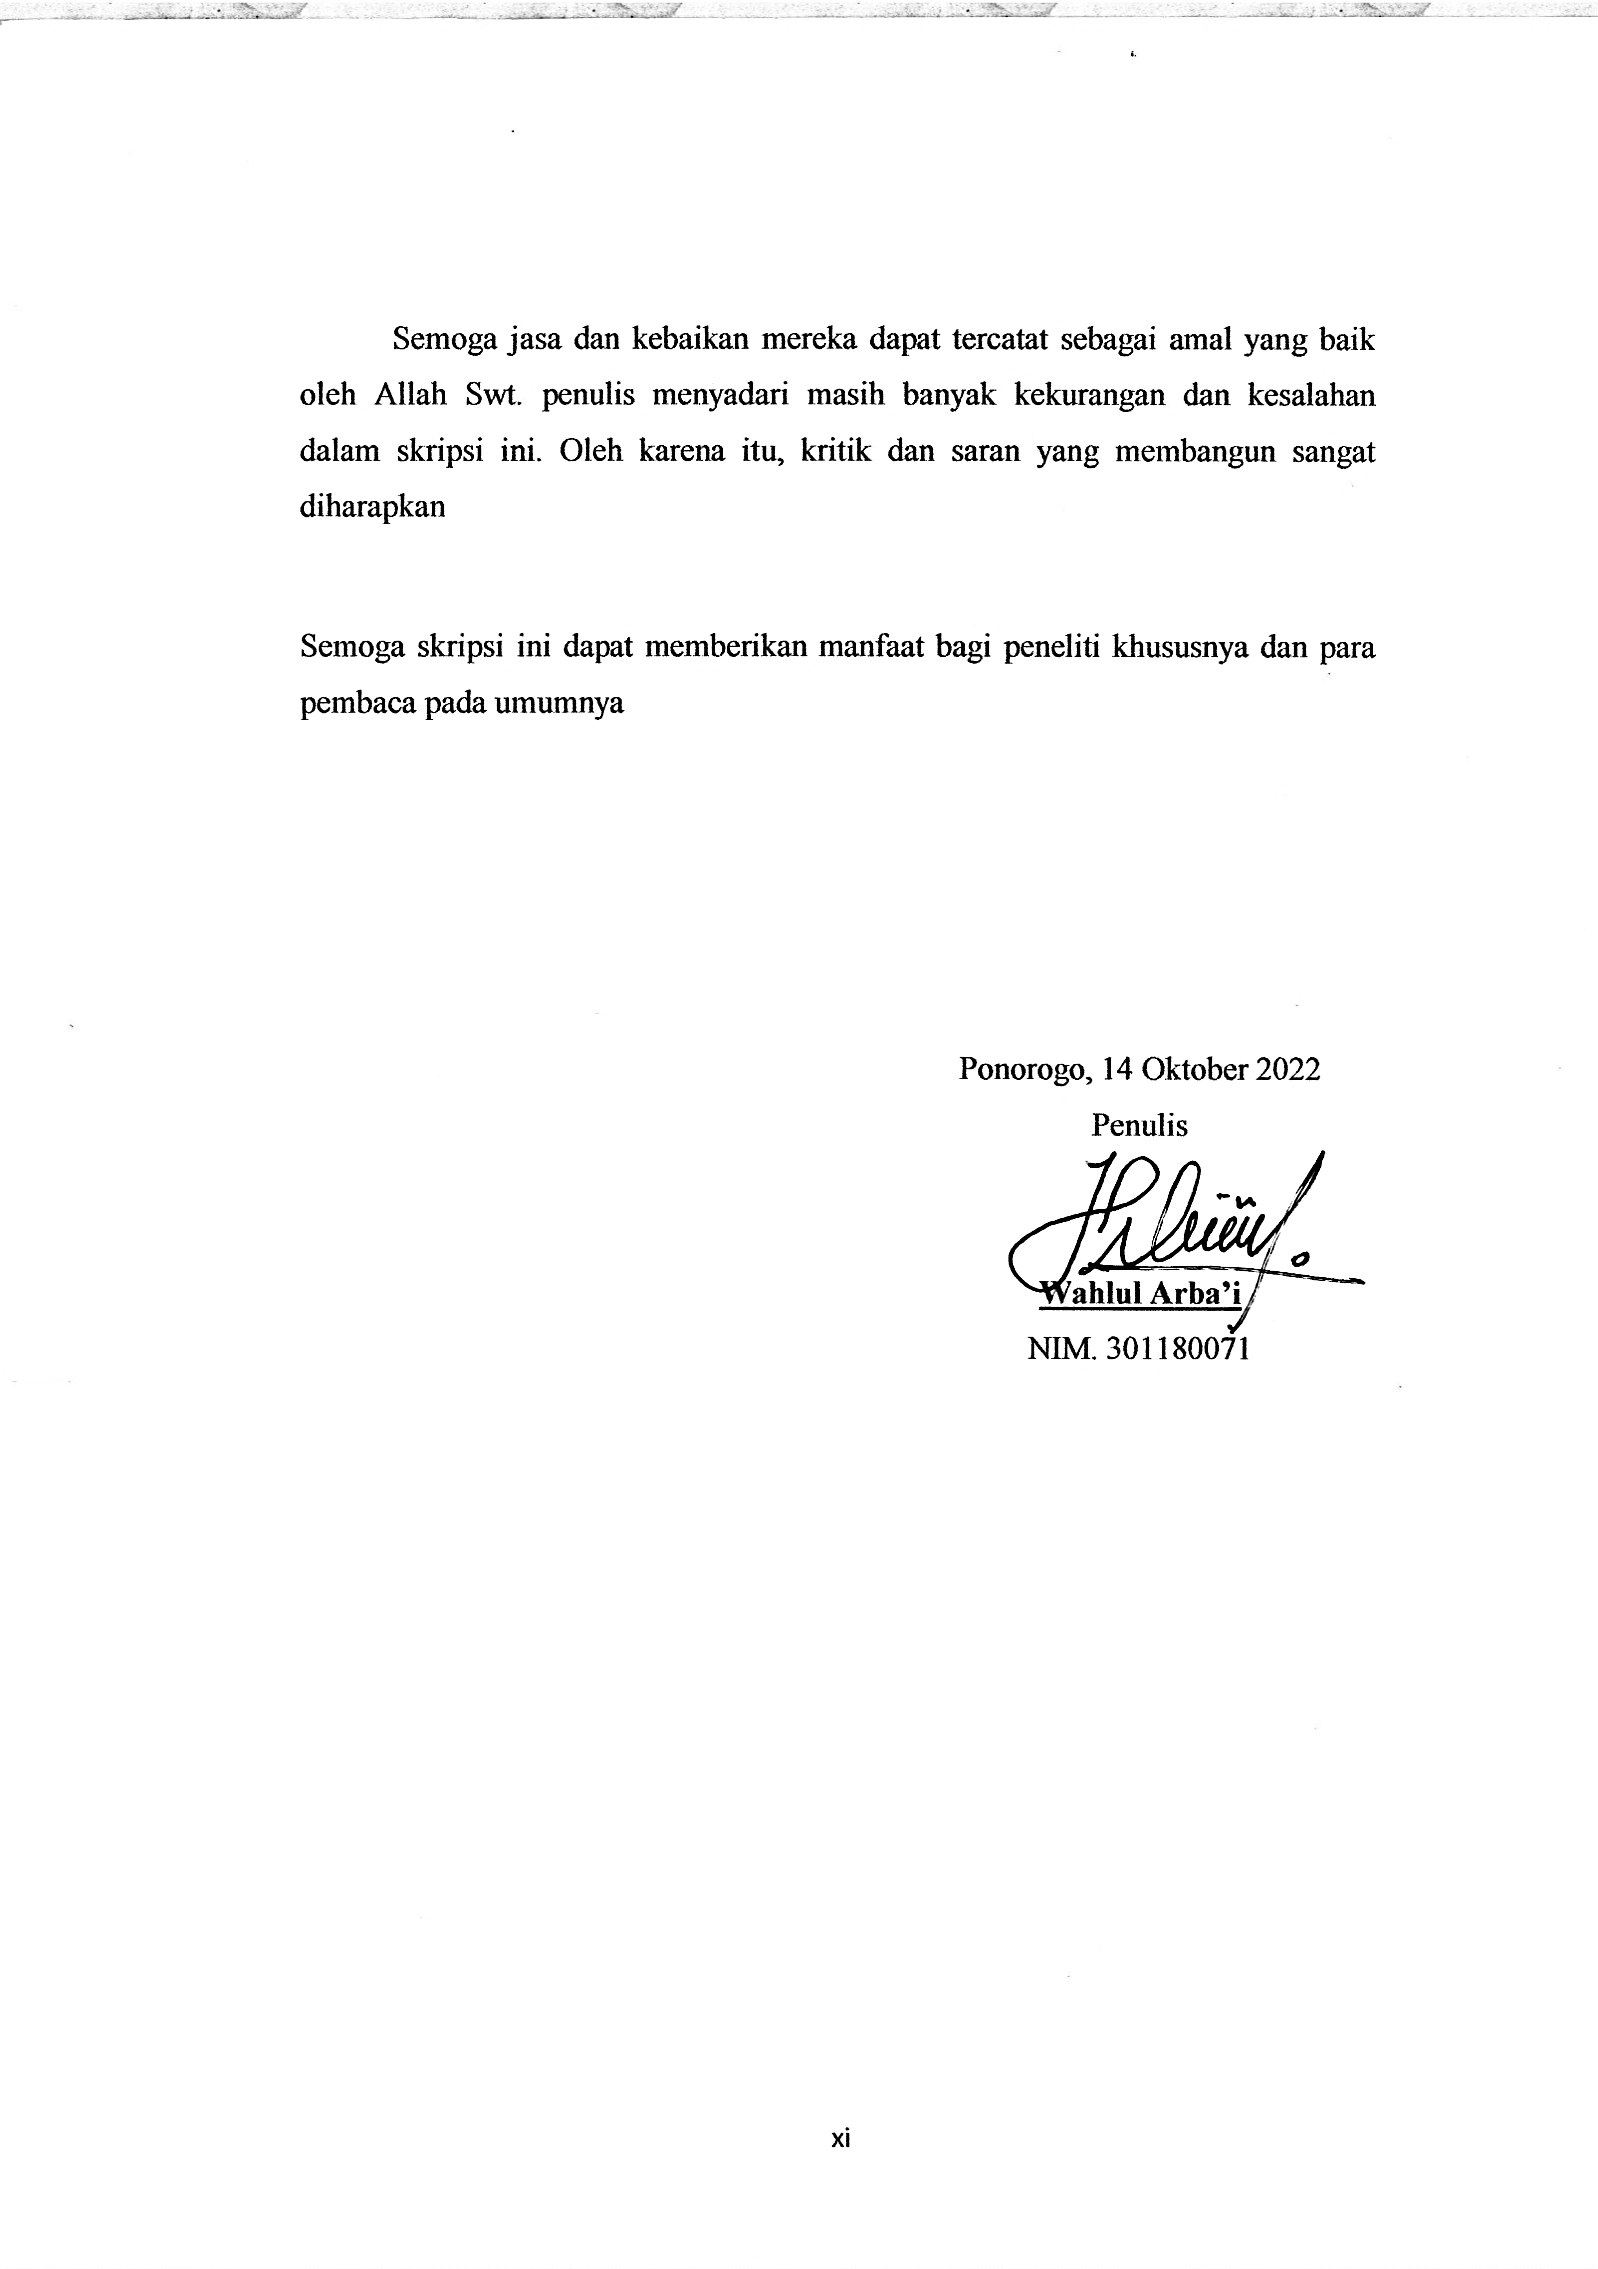 Semoga jasa dan kebaikan mereka dapat tercatat sebagai amal yang baik
oleh Allah Swt. penulis menyadari masih banyak kekurangan dan kesalahan
dalam skripsi ini. Oleh karena itu, kritik dan saran yang membangun sangat
diharapkan
Semoga skripsi ini dapat memberikan manfaat bagi peneliti khususnya dan para
pembaca pada umumnya
Ponorogo, 14 Oktober 2022
Penulis
Wahlul Arba’i
NIM. 301180071
xi